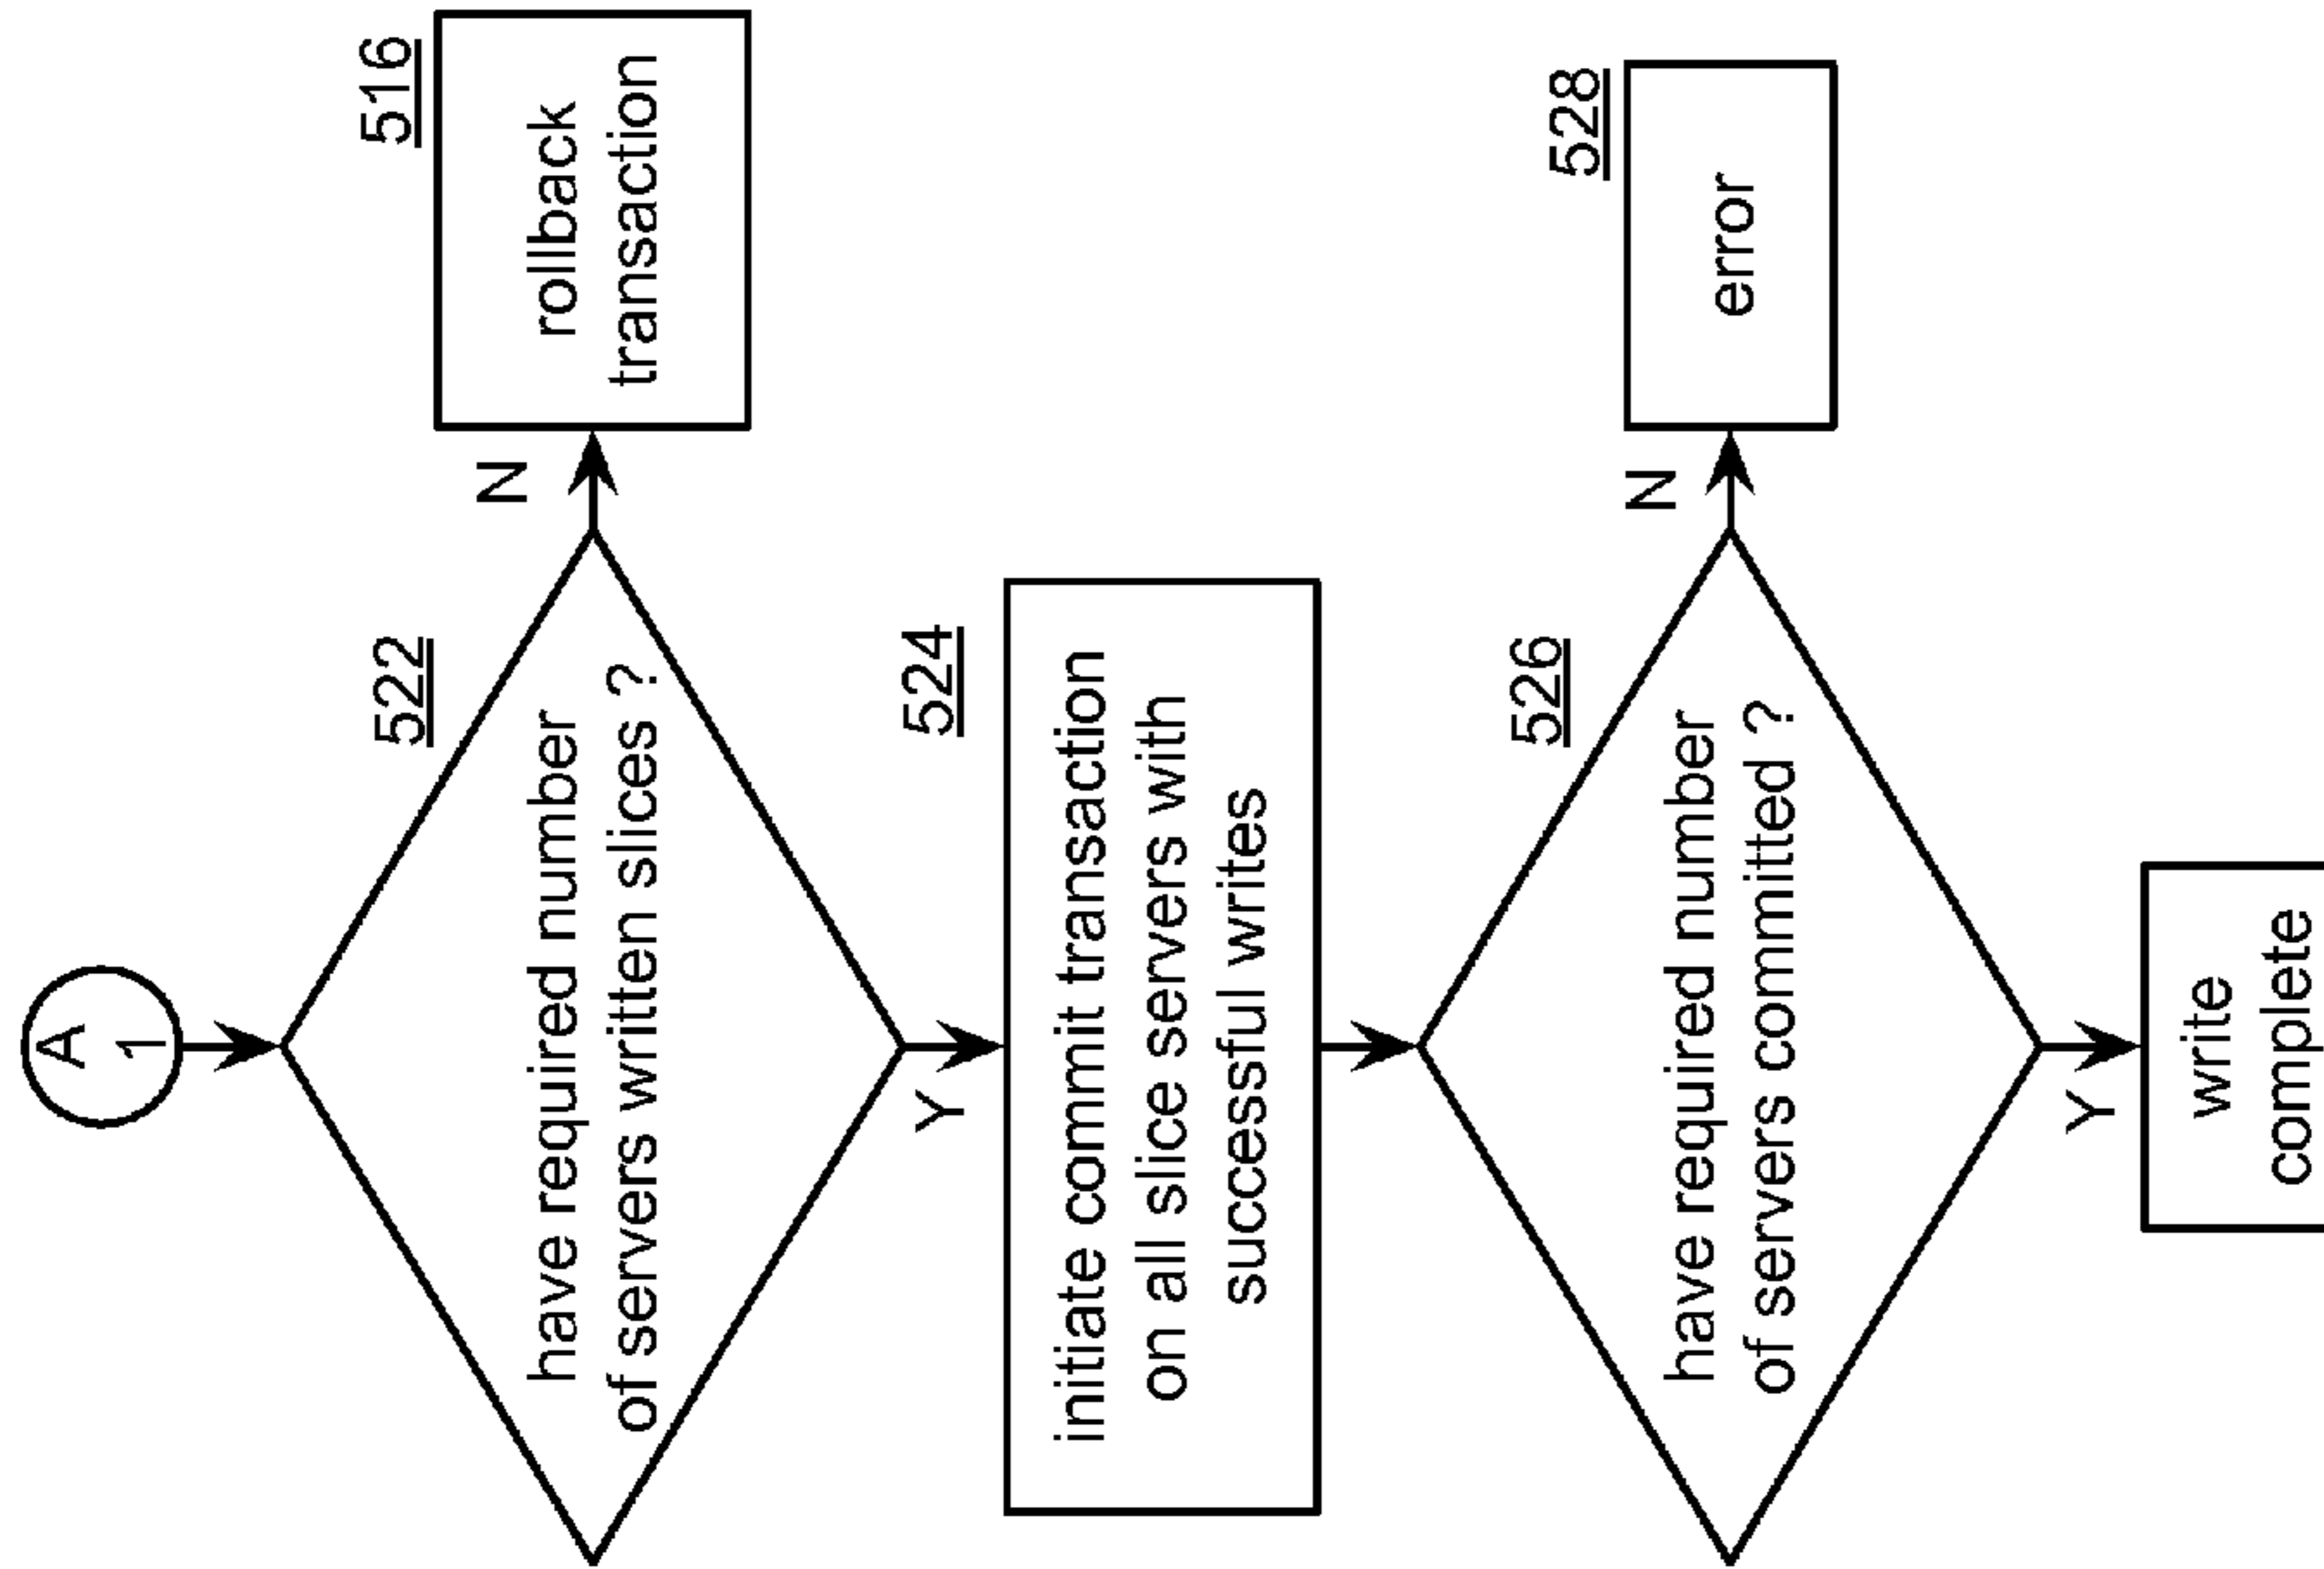 A
1
522
have required number
of servers written slices ?
N
516
rollback
transaction
Y
524
initiate commit transaction
on all slice servers with
successful writes
526
have required number
of servers committed ?
N
528
error
Y
write
complete